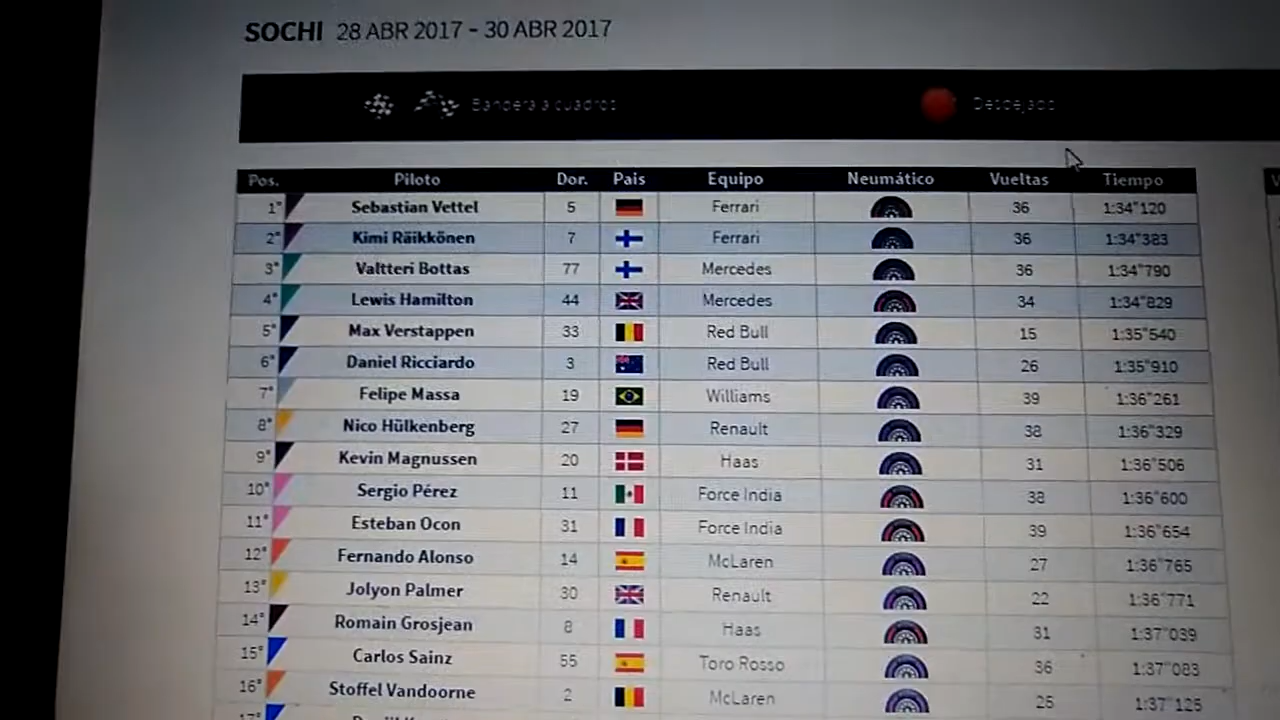 SOCHI 28 ABR 2017 - 30 ABR 2017
Bandera a cuadros Despejado
Pos. Piloto Dor. Pais Equipo Neumático Vueltas Tiempo
1° Sebastian Vettel 5 Ferrari 36 1:34"120
2° Kimi Räikkönen 7 Ferrari 36 1:34"383
3° Valtteri Bottas 77 Mercedes 36 1:34"790
4° Lewis Hamilton 44 Mercedes 34 1:34"829
5° Max Verstappen 33 Red Bull 15 1:35"540
6° Daniel Ricciardo 3 Red Bull 26 1:35"910
7° Felipe Massa 19 Williams 39 1:36"261
8° Nico Hülkenberg 27 Renault 38 1:36"329
9° Kevin Magnussen 20 Haas 31 1:36"506
10° Sergio Pérez 11 Force India 38 1:36"600
11° Esteban Ocon 31 Force India 39 1:36"654
12° Fernando Alonso 14 McLaren 27 1:36"765
13° Jolyon Palmer 30 Renault 22 1:36"771
14° Romain Grosjean 8 Haas 31 1:37"039
15° Carlos Sainz 55 Toro Rosso 36 1:37"083
16° Stoffel Vandoorne 2 McLaren 25 1:37"125
17°